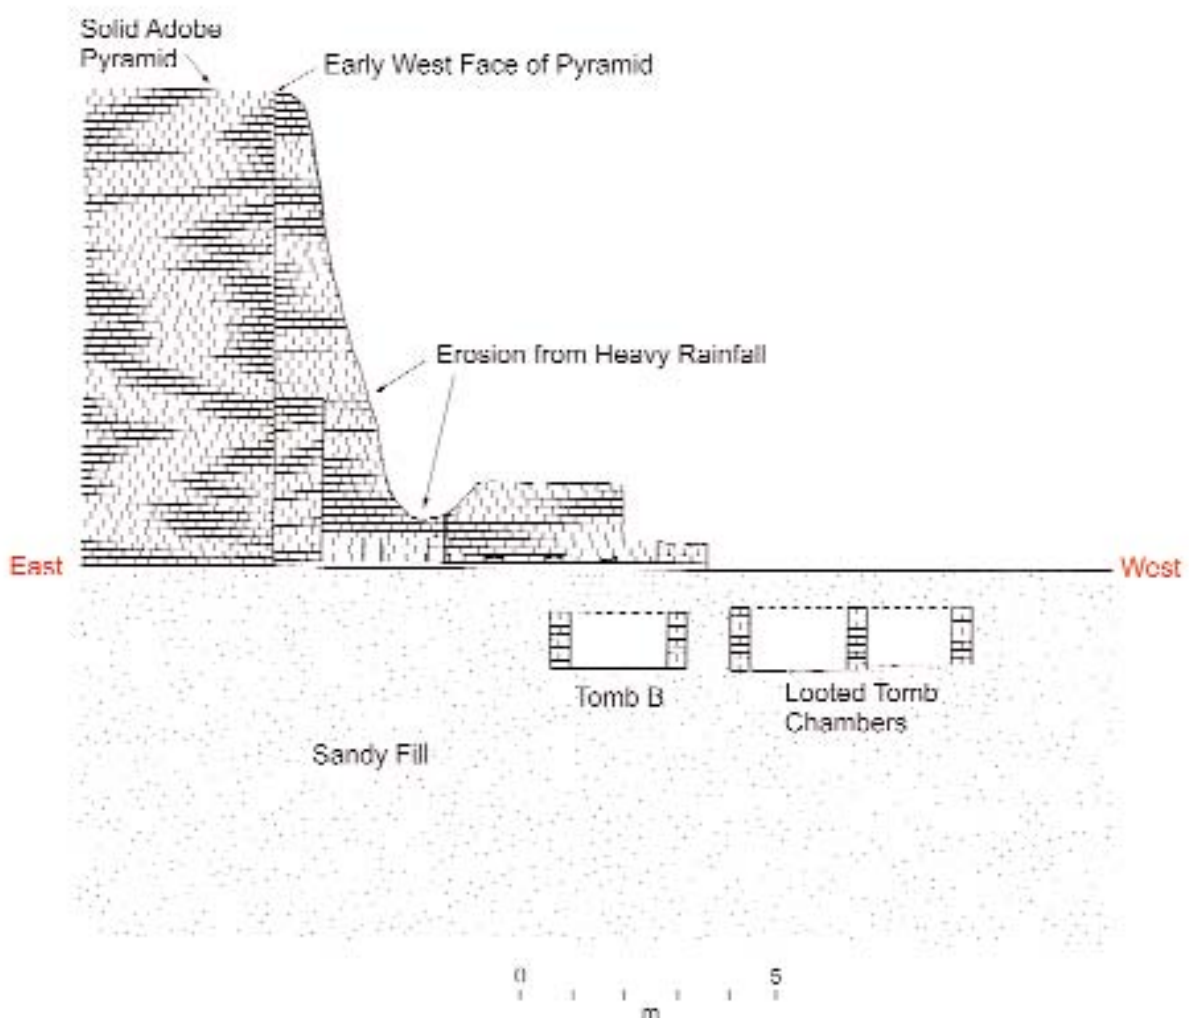 Solid Adobe
Pyramid
Early West Face of Pyramid
Erosion from Heavy Rainfall
East
West
Tomb B
Looted Tomb
Chambers
Sandy Fill
0 5
m